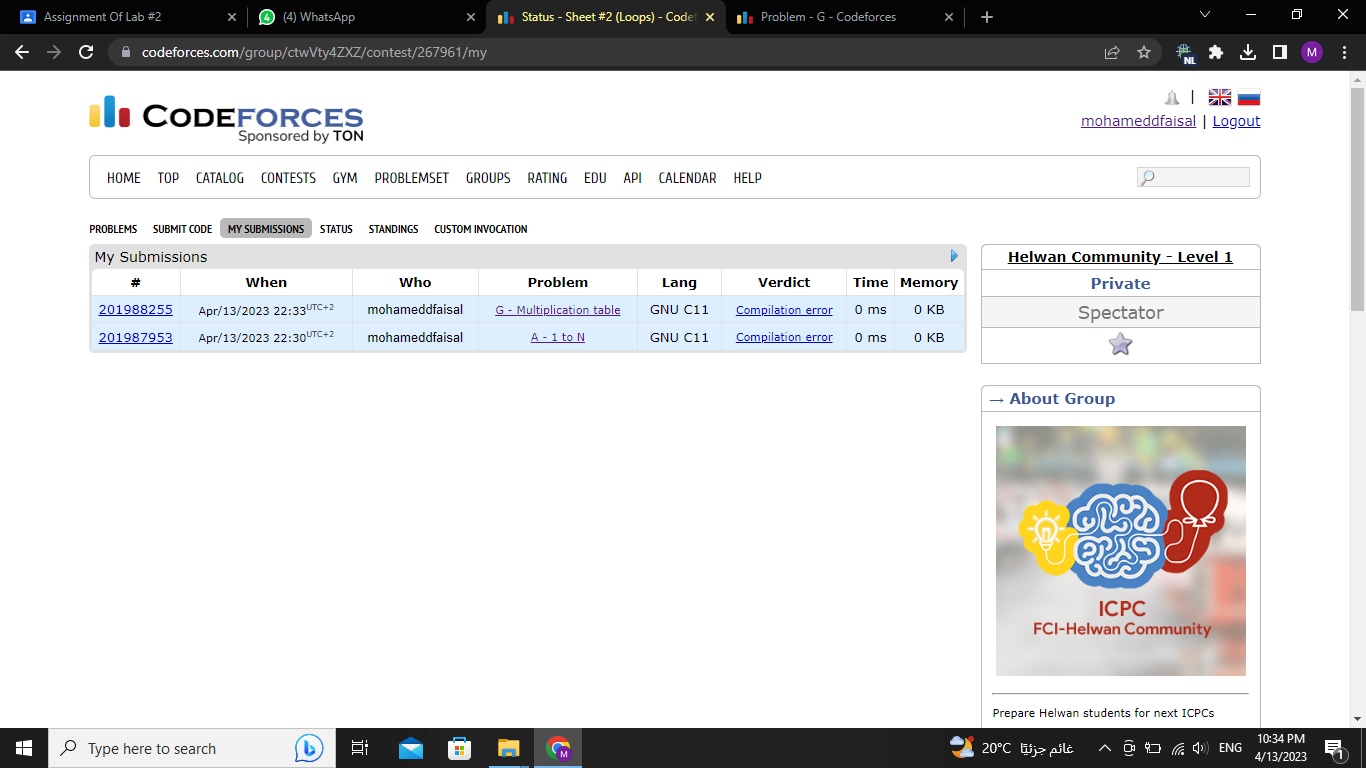 Assignment Of Lab #2
(4) WhatsApp
Status - Sheet #2 (Loops) - Codef
Problem - G - Codeforces
codeforces.com/group/ctwVty4ZXZ/contest/267961/my
NL
M
CODEFORCES
Sponsored by TON
|
mohameddfaisal | Logout
HOME TOP CATALOG CONTESTS GYM PROBLEMSET GROUPS RATING EDU API CALENDAR HELP
PROBLEMS SUBMIT CODE MY SUBMISSIONS STATUS STANDINGS CUSTOM INVOCATION
My Submissions
# When Who Problem Lang Verdict Time Memory
201988255 Apr/13/2023 22:33UTC+2 mohameddfaisal G - Multiplication table GNU C11 Compilation error 0 ms 0 KB
201987953 Apr/13/2023 22:30UTC+2 mohameddfaisal A - 1 to N GNU C11 Compilation error 0 ms 0 KB
Helwan Community - Level 1
Private
Spectator
→ About Group
ICPC
FCI-Helwan Community
Prepare Helwan students for next ICPCs
Type here to search
M
20°C غائم جزئيًا
ENG
10:34 PM
4/13/2023
1